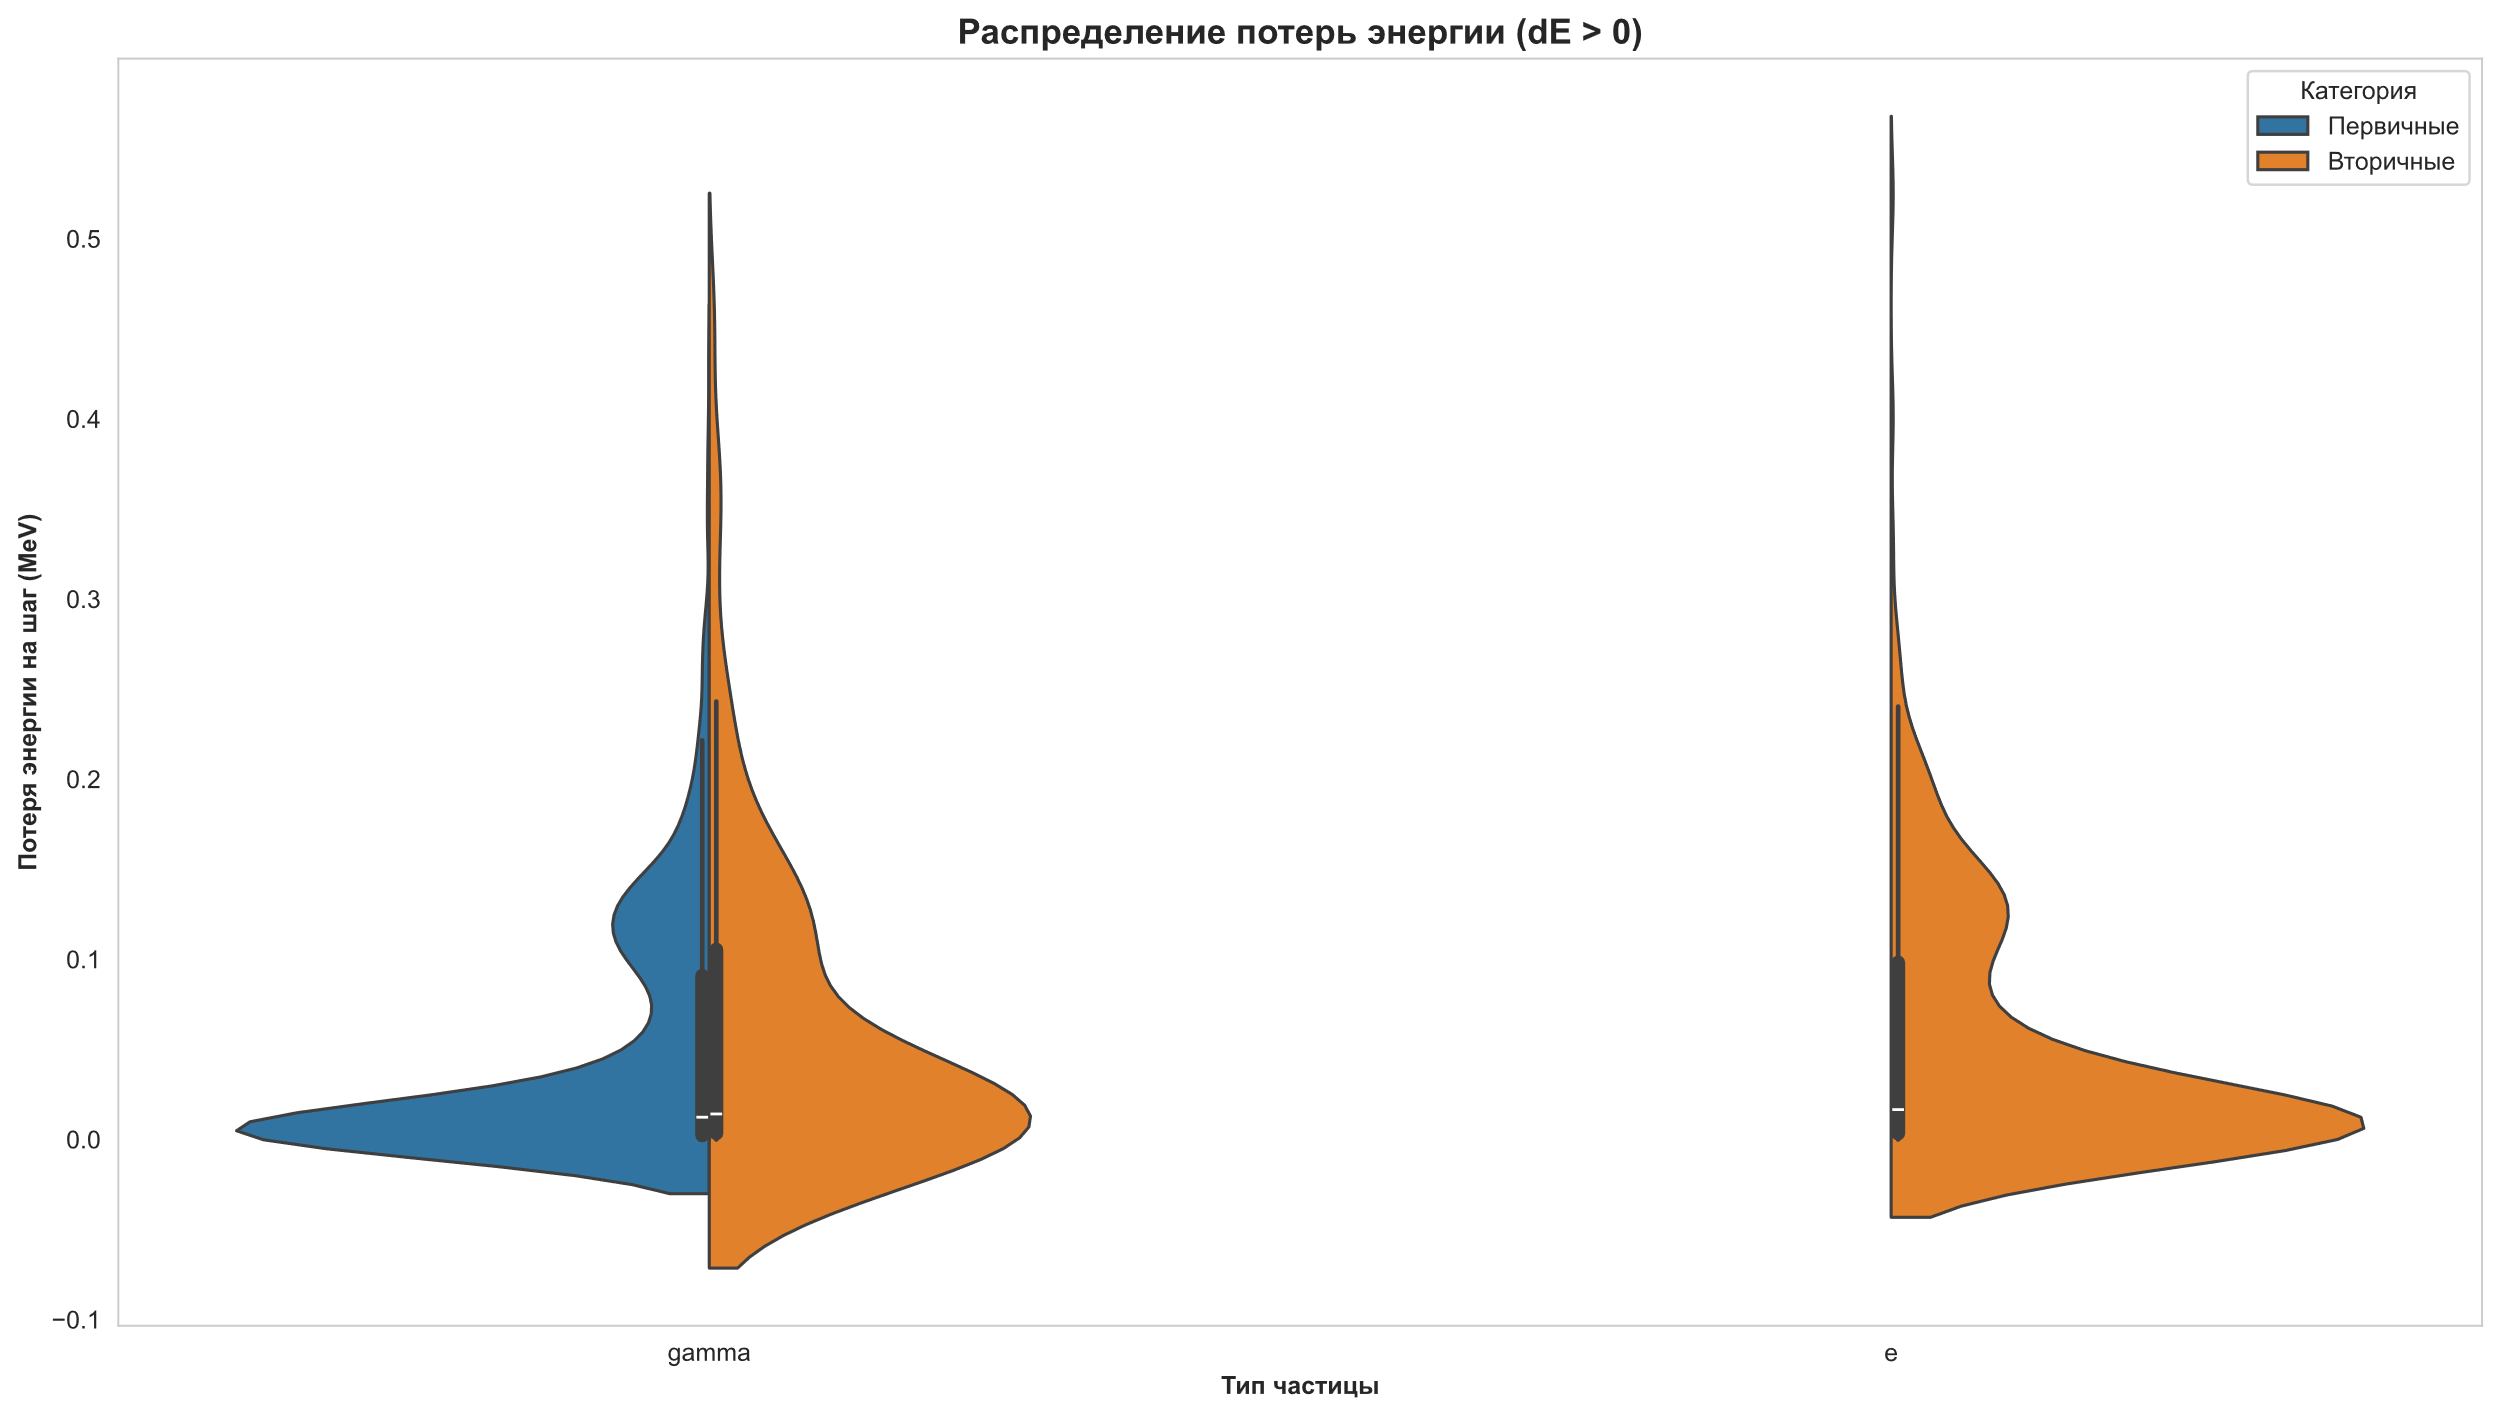 Распределение потерь энергии (dE > 0)
Категория
Первичные
Вторичные
Потеря энергии на шаг (MeV)
0.5
0.4
0.3
0.2
0.1
0.0
−0.1
gamma
e
Тип частицы